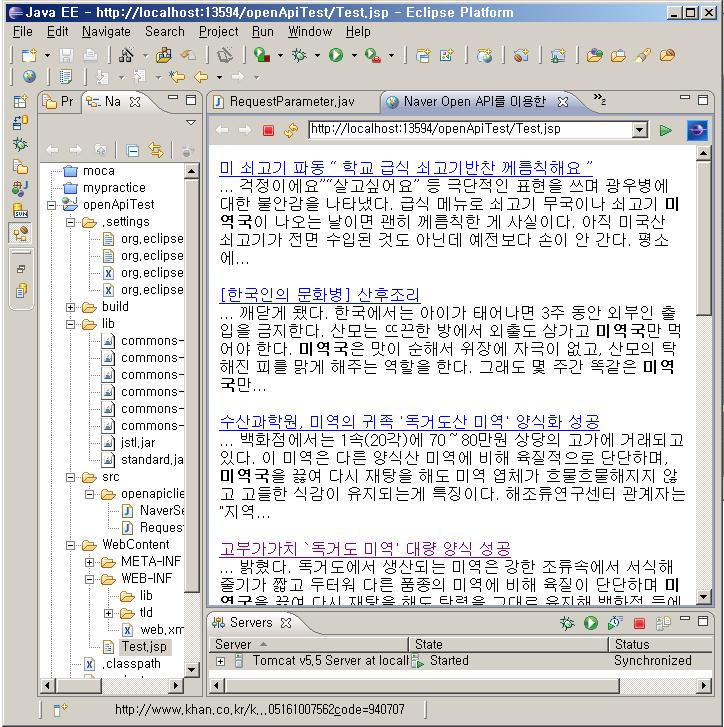 Java EE - http://localhost:13594/openApiTest/Test.jsp - Eclipse Platform
File Edit Navigate Search Project Run Window Help
Pr Na
RequestParameter.jav Naver Open API를 이용한 »2
http://localhost:13594/openApiTest/Test.jsp
moca
mypractice
openApiTest
.settings
org.eclipse
org.eclipse
org.eclipse
org.eclipse
build
lib
commons-
commons-
commons-
commons-
commons-
jstl.jar
standard.ja
src
openapiclie
NaverSe
Reques
WebContent
META-INF
WEB-INF
lib
tld
web.xm
Test.jsp
.classpath
미 쇠고기 파동 “ 학교 급식 쇠고기반찬 께름칙해요 ”
... 걱정이에요”“살고싶어요” 등 극단적인 표현을 쓰며 광우병에
대한 불안감을 나타냈다. 급식 메뉴로 쇠고기 무국이나 쇠고기 미
역국이 나오는 날이면 괜히 께름칙한 게 사실이다. 아직 미국산
쇠고기가 전면 수입된 것도 아닌데 예전보다 손이 안 간다. 평소
에...
[한국인의 문화병] 산후조리
... 깨닫게 됐다. 한국에서는 아이가 태어나면 3주 동안 외부인 출
입을 금지한다. 산모는 뜨끈한 방에서 외출도 삼가고 미역국만 먹
어야 한다. 미역국은 맛이 순해서 위장에 자극이 없고, 산모의 탁
해진 피를 맑게 해주는 역할을 한다. 그래도 몇 주간 똑같은 미역
국만...
수산과학원, 미역의 귀족 '독거도산 미역' 양식화 성공
... 백화점에서는 1속(20각)에 70~80만원 상당의 고가에 거래되고
있다. 이 미역은 다른 양식산 미역에 비해 육질적으로 단단하며,
미역국을 끓여 다시 재탕을 해도 미역 엽체가 흐물흐물해지지 않
고 고들한 식감이 유지되는게 특징이다. 해조류연구센터 관계자는
"지역...
고부가가치 `독거도 미역' 대량 양식 성공
... 밝혔다. 독거도에서 생산되는 미역은 강한 조류속에서 서식해
줄기가 짧고 두터워 다른 품종의 미역에 비해 육질이 단단하며 미
역국을 끓여 다시 재탕을 해도 탄력을 그대로 유지해 백화점 등에
Servers
Server State Status
Tomcat v5.5 Server at locall Started Synchronized
http://www.khan.co.kr/k...05161007562code=940707